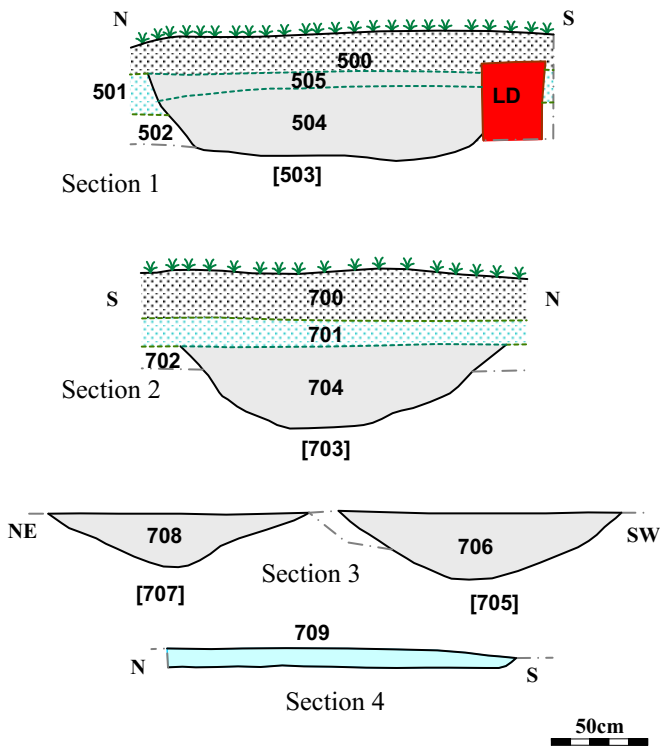 N S
500
505
501
LD
504
502
[503]
Section 1
700
S N
701
702
704
Section 2
[703]
NE 708 706 SW
Section 3
[707] [705]
709
N S
Section 4
50cm